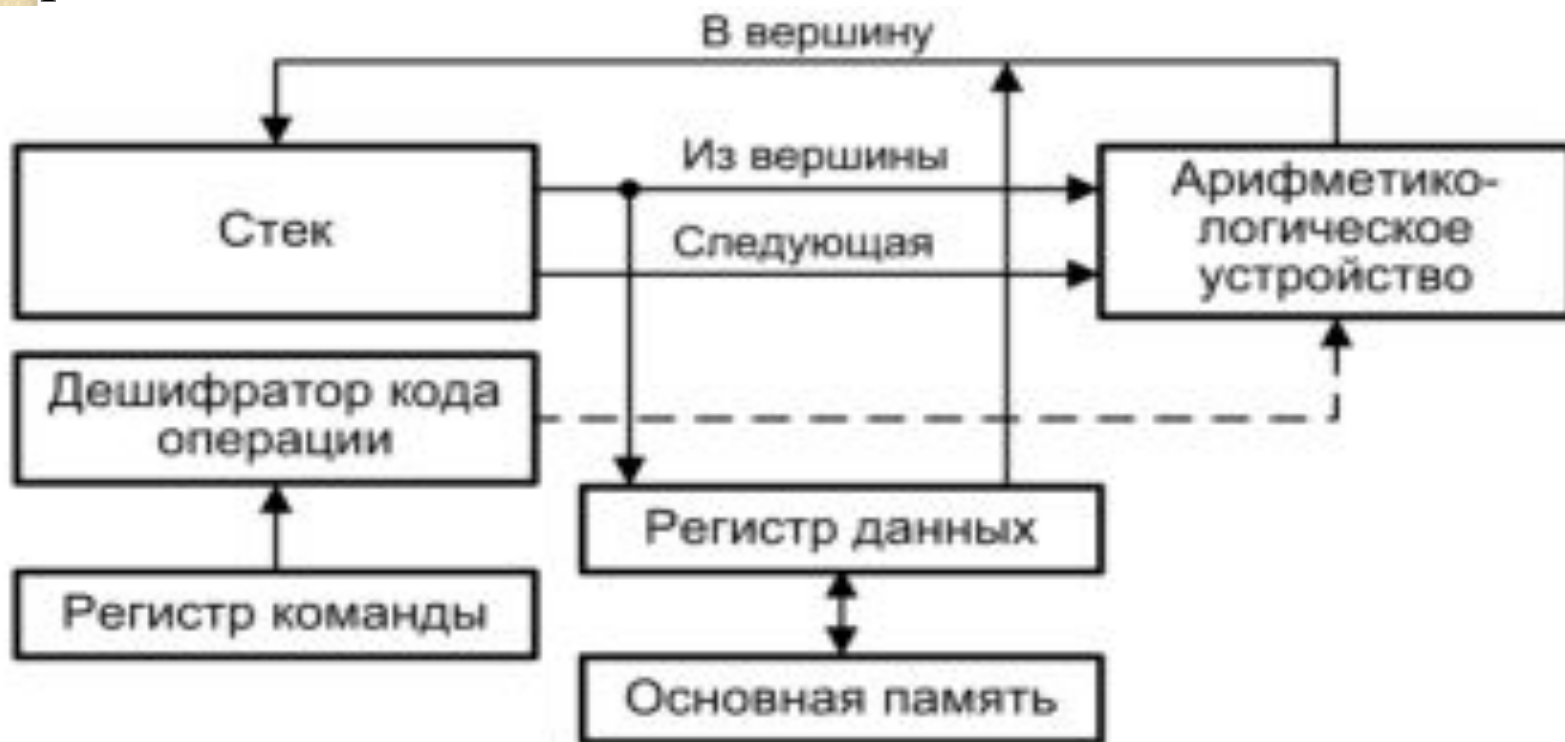 В вершину
Из вершины
Следующая
Стек
Арифметико-
логическое
устройство
Дешифратор кода
операции
Регистр данных
Регистр команды
Основная память